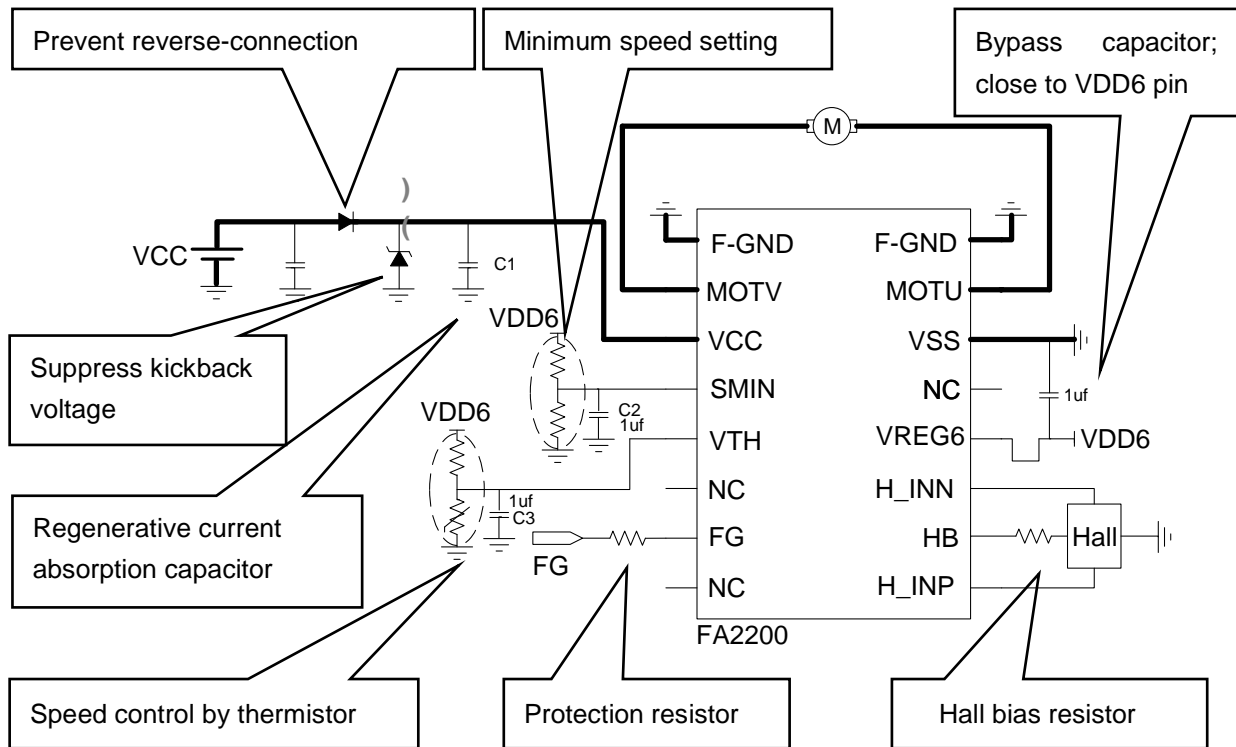 Prevent reverse-connection
Minimum speed setting
Bypass capacitor;
close to VDD6 pin
M
)
(
VCC
C1
F-GND
F-GND
MOTV
MOTU
VDD6
VCC
VSS
Suppress kickback
voltage
SMIN
NC
1uf
C2
1uf
VDD6
VTH
VREG6
VDD6
NC
H_INN
1uf
C3
Regenerative current
absorption capacitor
FG
FG
HB
Hall
NC
H_INP
FA2200
Speed control by thermistor
Protection resistor
Hall bias resistor